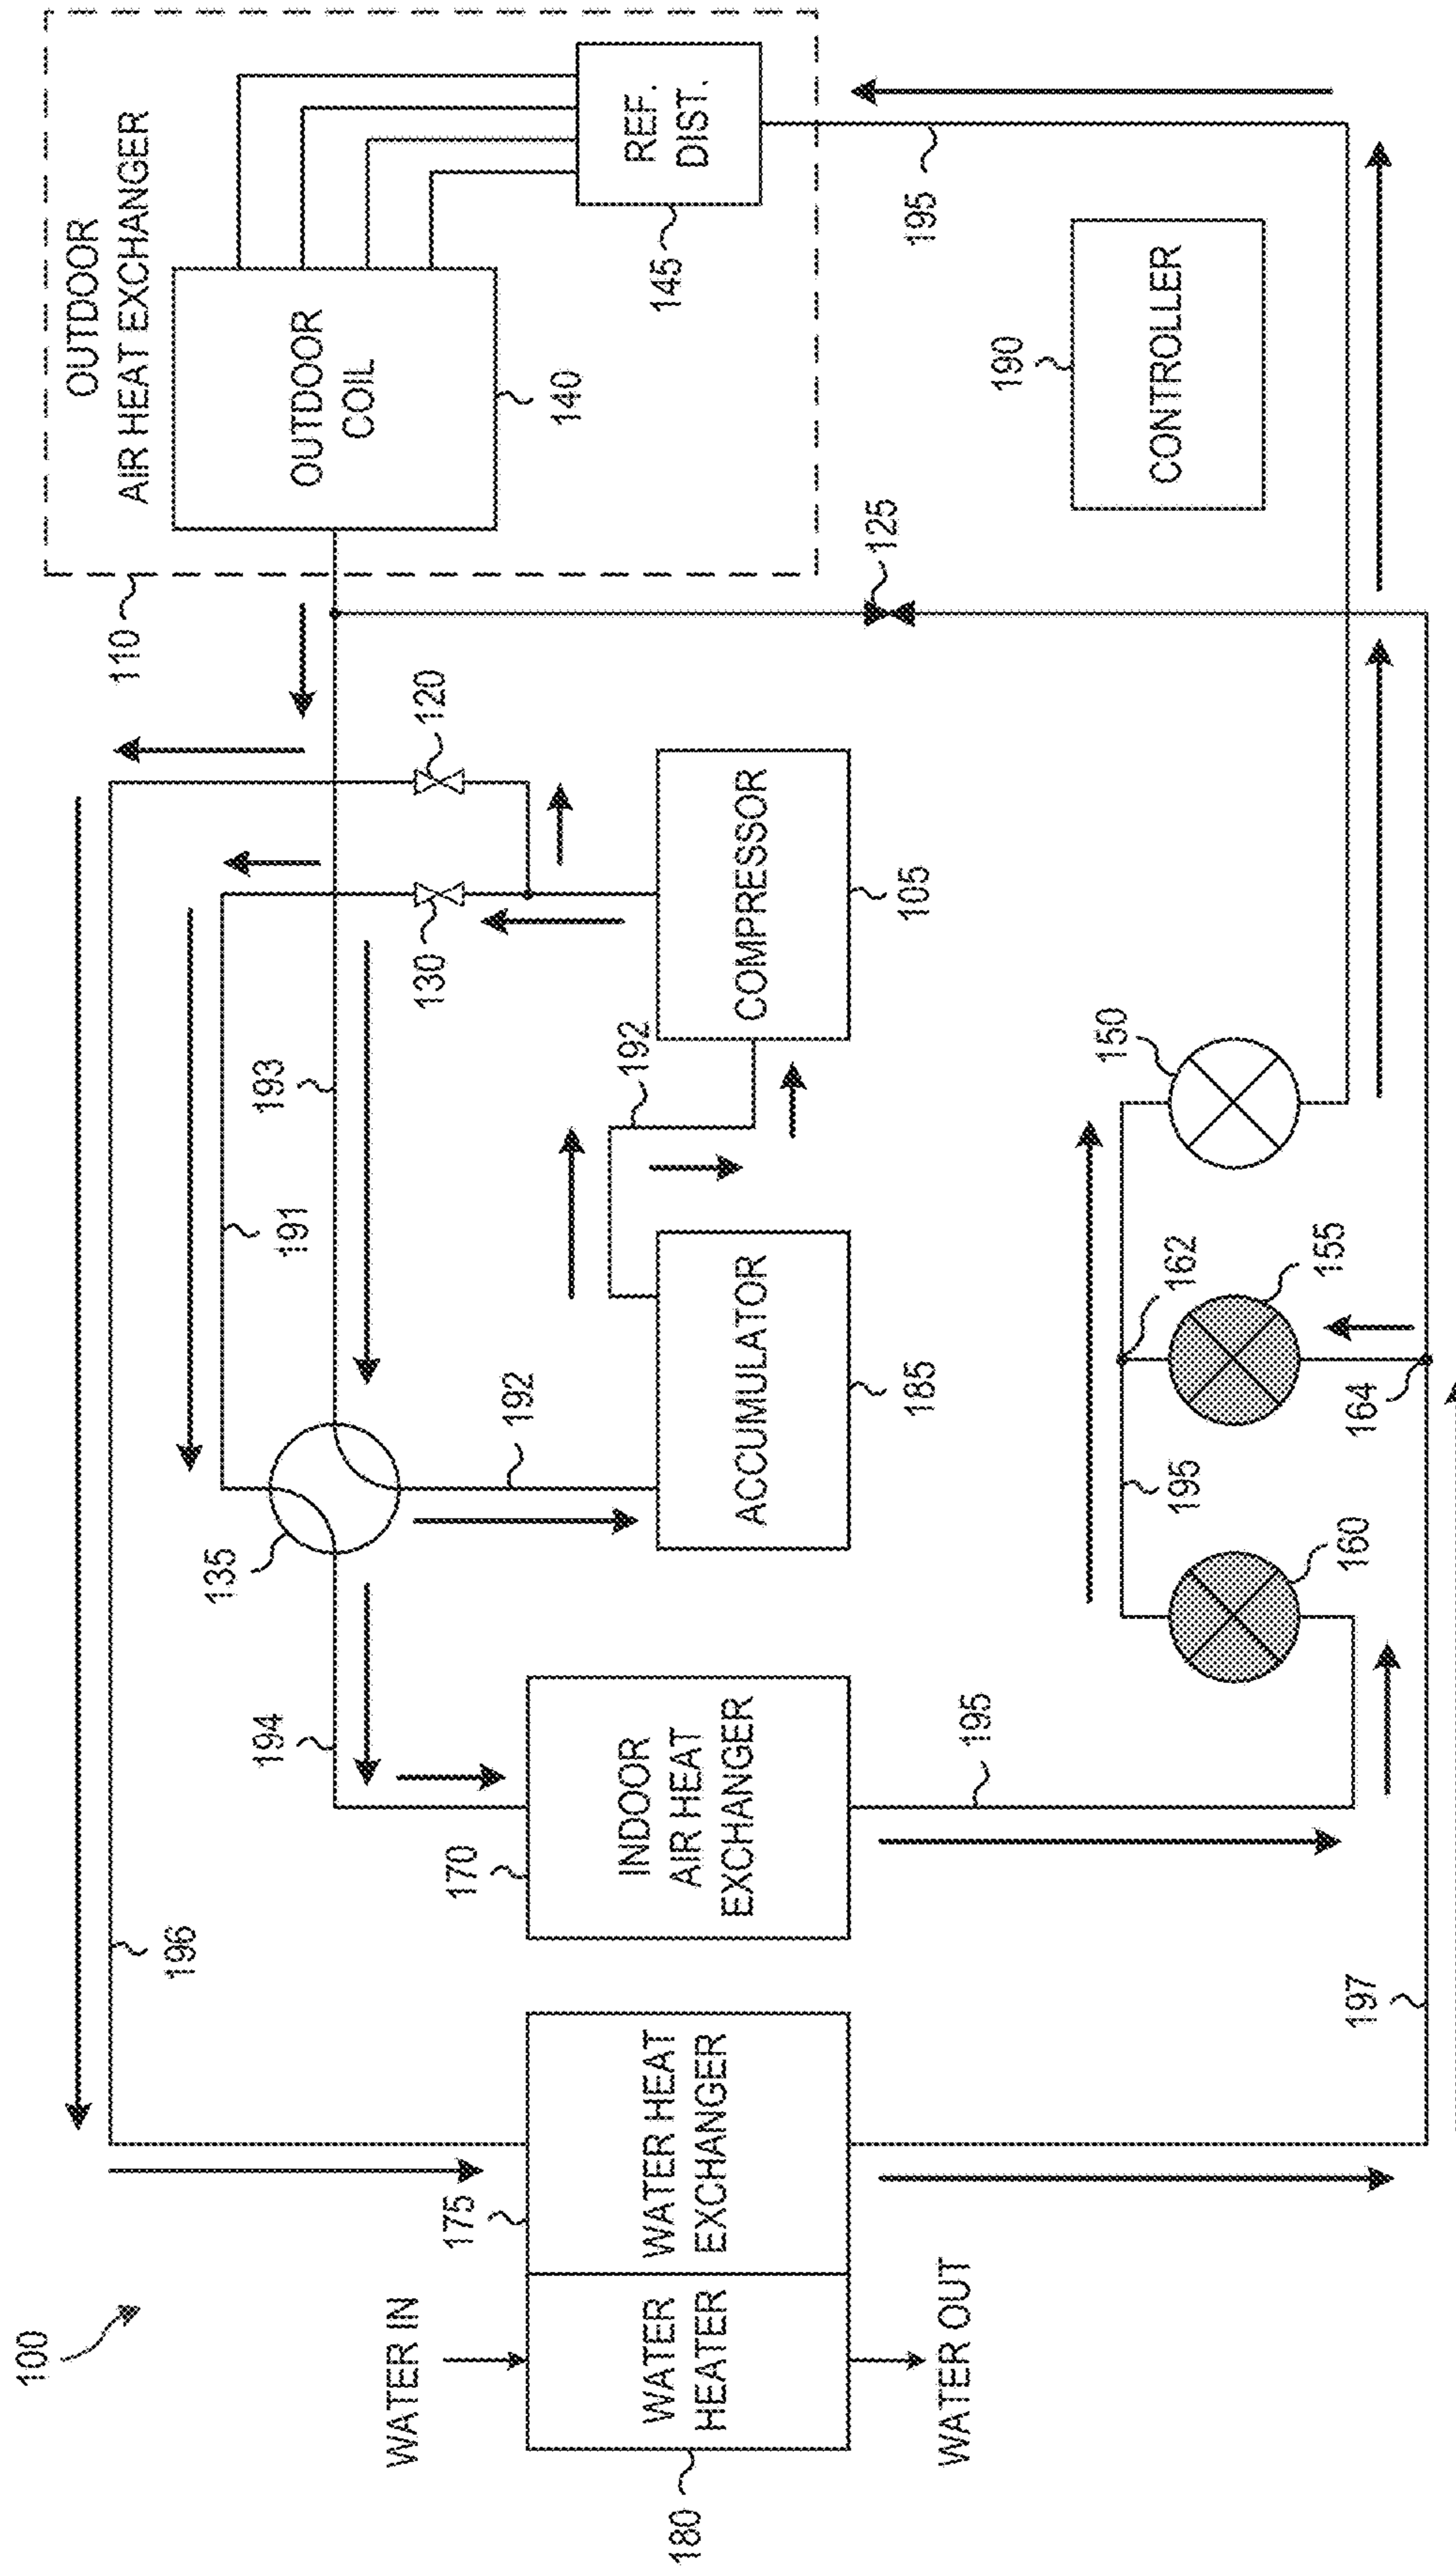 100
OUTDOOR
AIR HEAT EXCHANGER
110
OUTDOOR
COIL
140
REF.
DIST.
145
195
125
190
CONTROLLER
120
130
193
191
COMPRESSOR
105
192
135
192
ACCUMULATOR
185
194
196
170
INDOOR
AIR HEAT
EXCHANGER
195
175
WATER HEAT
EXCHANGER
WATER
HEATER
180
WATER IN
WATER OUT
150
162
155
164
195
160
197